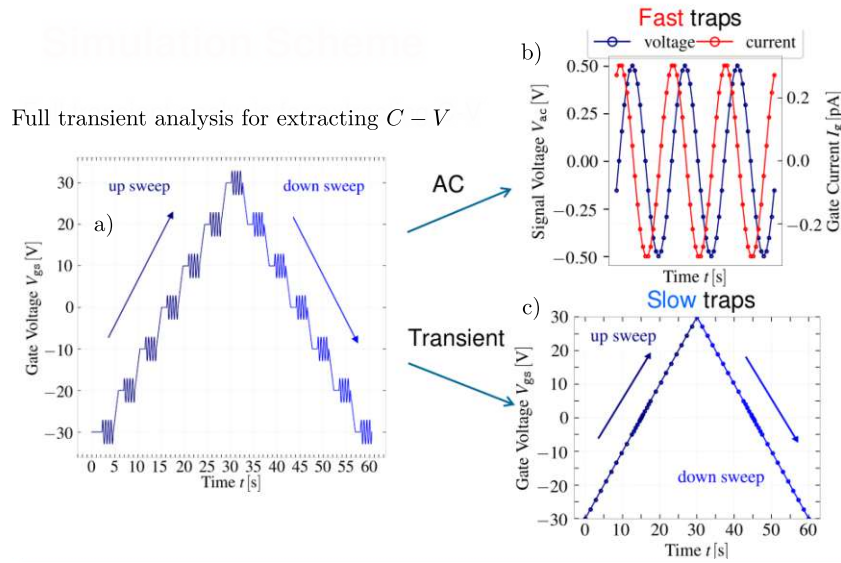 Simulation Scheme
Full transient analysis for extracting C − V
a)
up sweep
down sweep
Gate Voltage Vgs [V]
30
20
10
0
−10
−20
−30
0 5 10 15 20 25 30 35 40 45 50 55 60
Time t [s]
AC
Transient
Fast traps
b)
voltage current
Signal Voltage Vac [V]
0.50
0.25
0.00
−0.25
−0.50
Gate Current Ig [pA]
0.2
0.0
−0.2
Time t [s]
Slow traps
c)
up sweep
down sweep
Gate Voltage Vgs [V]
30
20
10
0
−10
−20
−30
0 10 20 30 40 50 60
Time t [s]